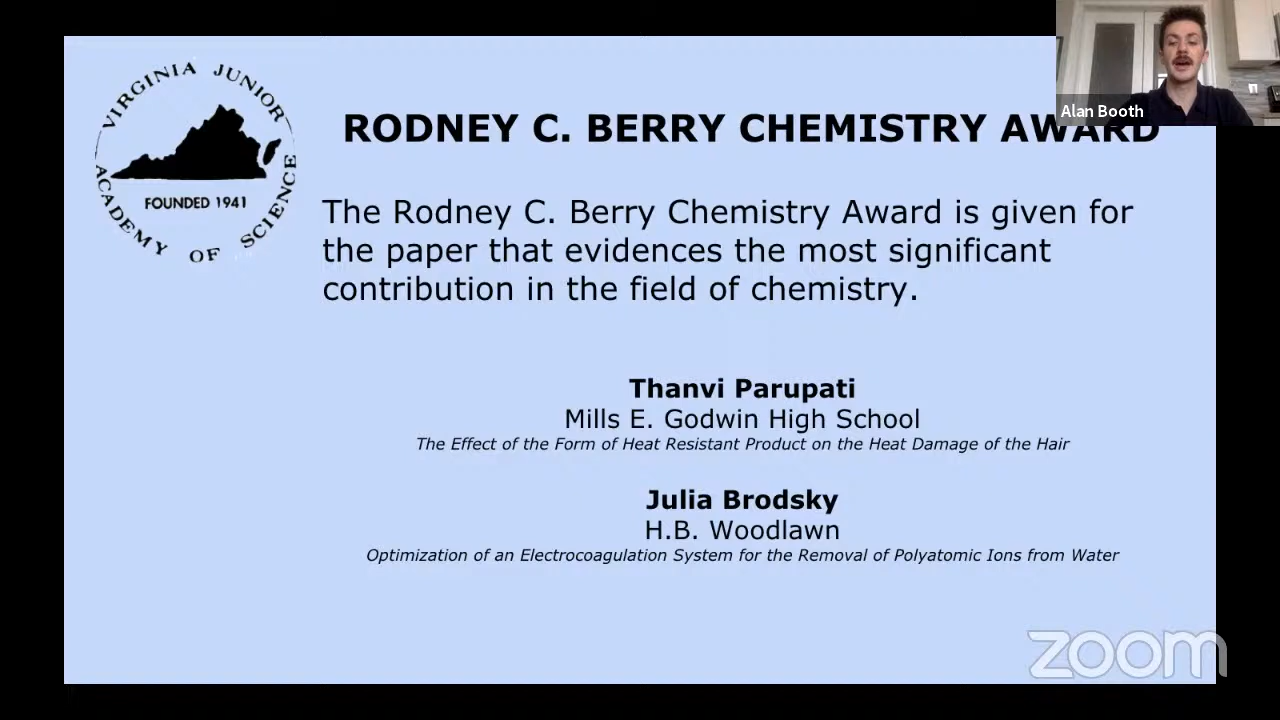 VIRGINIA JUNIOR
ACADEMY OF SCIENCE
FOUNDED 1941
Alan Booth
RODNEY C. BERRY CHEMISTRY AWARD
The Rodney C. Berry Chemistry Award is given for
the paper that evidences the most significant
contribution in the field of chemistry.
Thanvi Parupati
Mills E. Godwin High School
The Effect of the Form of Heat Resistant Product on the Heat Damage of the Hair
Julia Brodsky
H.B. Woodlawn
Optimization of an Electrocoagulation System for the Removal of Polyatomic Ions from Water
zoom